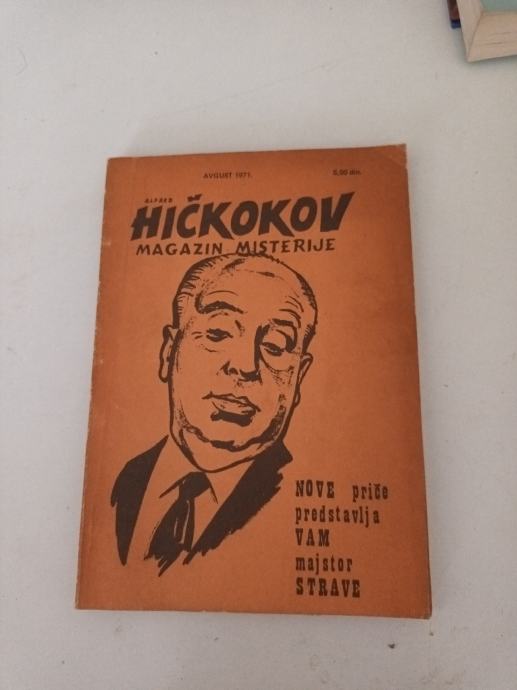 AVGUST 1971.
5,00 din.
ALFRED
HIČKOKOV
MAGAZIN MISTERIJE
NOVE priče
predstavlja
VAM
majstor
STRAVE